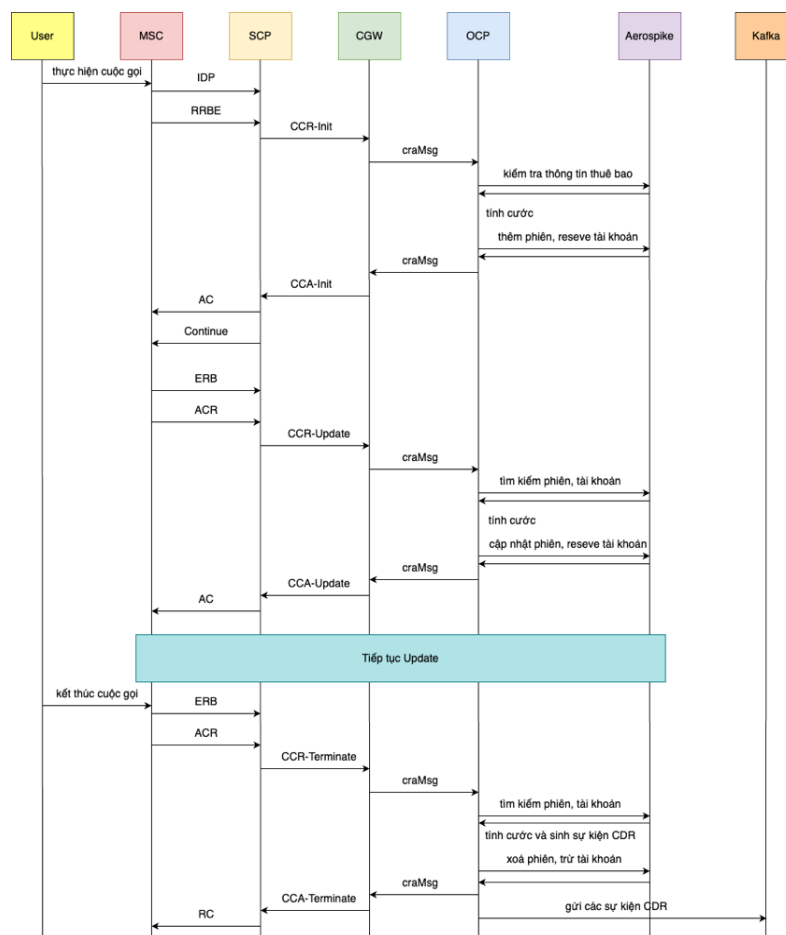 User
MSC
SCP
CGW
OCP
Aerospike
Kafka
thực hiện cuộc gọi
IDP
RRBE
CCR-Init
craMsg
kiểm tra thông tin thuê bao
tính cước
thêm phiên, reseve tài khoản
craMsg
CCA-Init
AC
Continue
ERB
ACR
CCR-Update
craMsg
tìm kiếm phiên, tài khoản
tính cước
cập nhật phiên, reseve tài khoản
craMsg
CCA-Update
AC
Tiếp tục Update
kết thúc cuộc gọi
ERB
ACR
CCR-Terminate
craMsg
tìm kiếm phiên, tài khoản
tính cước và sinh sự kiện CDR
xoá phiên, trừ tài khoản
craMsg
CCA-Terminate
gửi các sự kiện CDR
RC